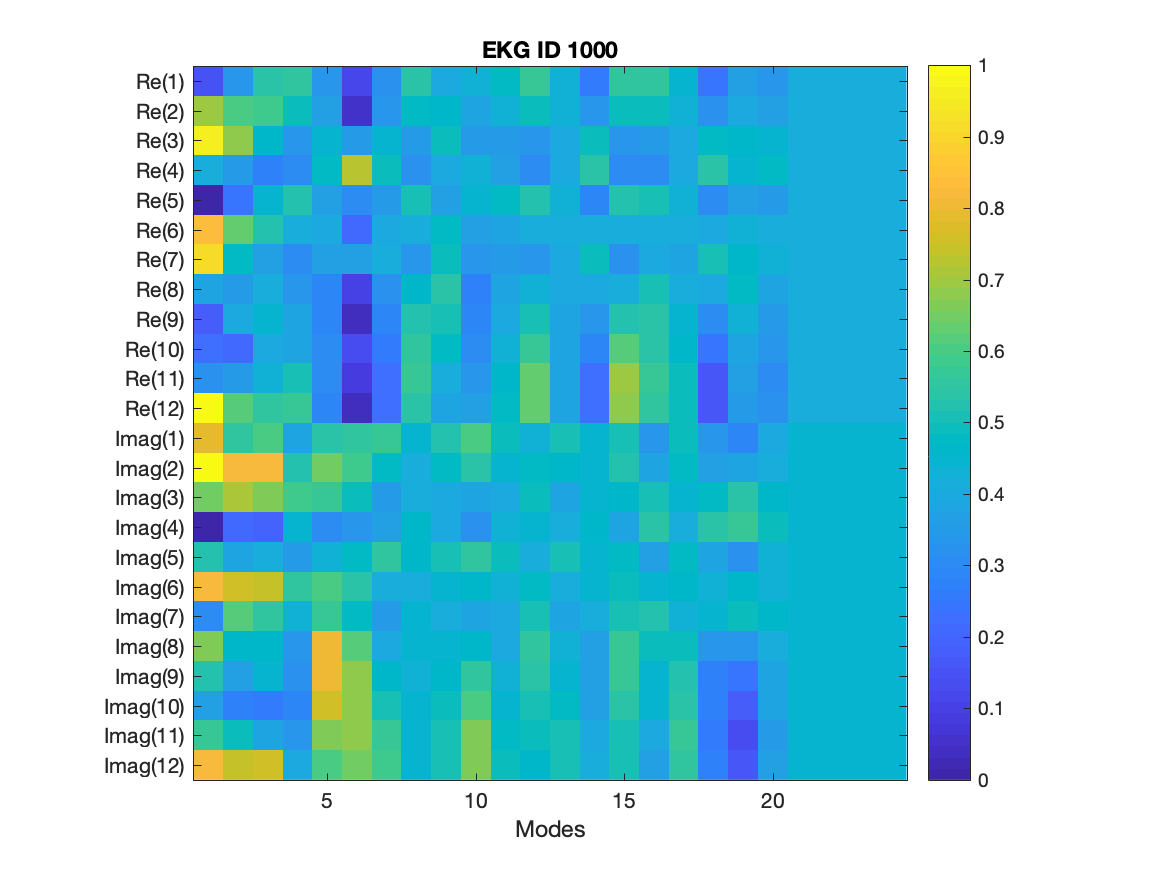 EKG ID 1000
Re(1)
Re(2)
Re(3)
Re(4)
Re(5)
Re(6)
Re(7)
Re(8)
Re(9)
Re(10)
Re(11)
Re(12)
Imag(1)
Imag(2)
Imag(3)
Imag(4)
Imag(5)
Imag(6)
Imag(7)
Imag(8)
Imag(9)
Imag(10)
Imag(11)
Imag(12)
5 10 15 20
Modes
1
0.9
0.8
0.7
0.6
0.5
0.4
0.3
0.2
0.1
0